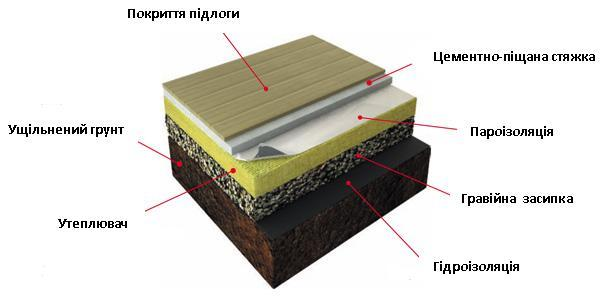 Покриття підлоги
Цементно-піщана стяжка
Ущільнений грунт
Пароізоляція
Гравійна засипка
Утеплювач
Гідроізоляція